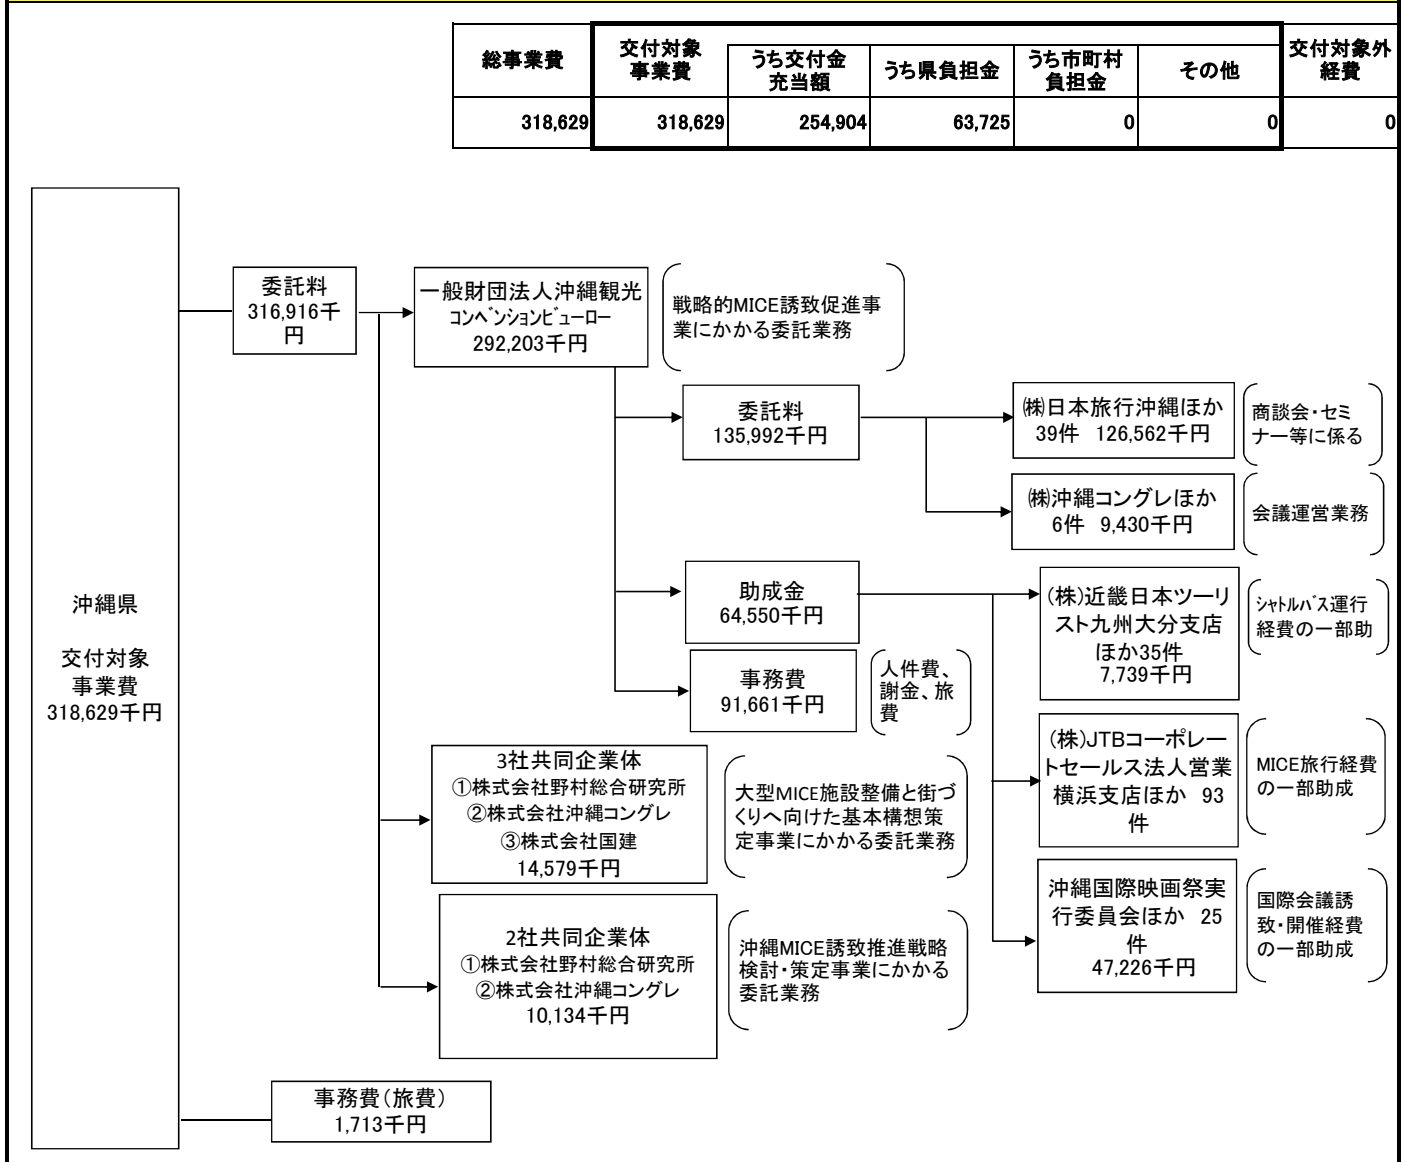 総事業費
交付対象
事業費
うち交付金
充当額
うち県負担金
うち市町村
負担金
その他
交付対象外
経費
318,629
318,629
254,904
63,725
0
0
0
沖縄県
交付対象
事業費
318,629千円
委託料
316,916千
円
一般財団法人沖縄観光
コンベンションビューロー
292,203千円
戦略的MICE誘致促進事
業にかかる委託業務
委託料
135,992千円
㈱日本旅行沖縄ほか
39件 126,562千円
商談会・セミ
ナー等に係る
㈱沖縄コングレほか
6件 9,430千円
会議運営業務
助成金
64,550千円
(株)近畿日本ツーリ
スト九州大分支店
ほか35件
7,739千円
シャトルバス運行
経費の一部助
事務費
91,661千円
人件費、
謝金、旅
費
(株)JTBコーポレー
トセールス法人営業
横浜支店ほか 93
件
MICE旅行経費
の一部助成
沖縄国際映画祭実
行委員会ほか 25
件
47,226千円
国際会議誘
致・開催経費
の一部助成
3社共同企業体
①株式会社野村総合研究所
②株式会社沖縄コングレ
③株式会社国建
14,579千円
大型MICE施設整備と街づ
くりへ向けた基本構想策
定事業にかかる委託業務
2社共同企業体
①株式会社野村総合研究所
②株式会社沖縄コングレ
10,134千円
沖縄MICE誘致推進戦略
検討・策定事業にかかる
委託業務
事務費(旅費)
1,713千円